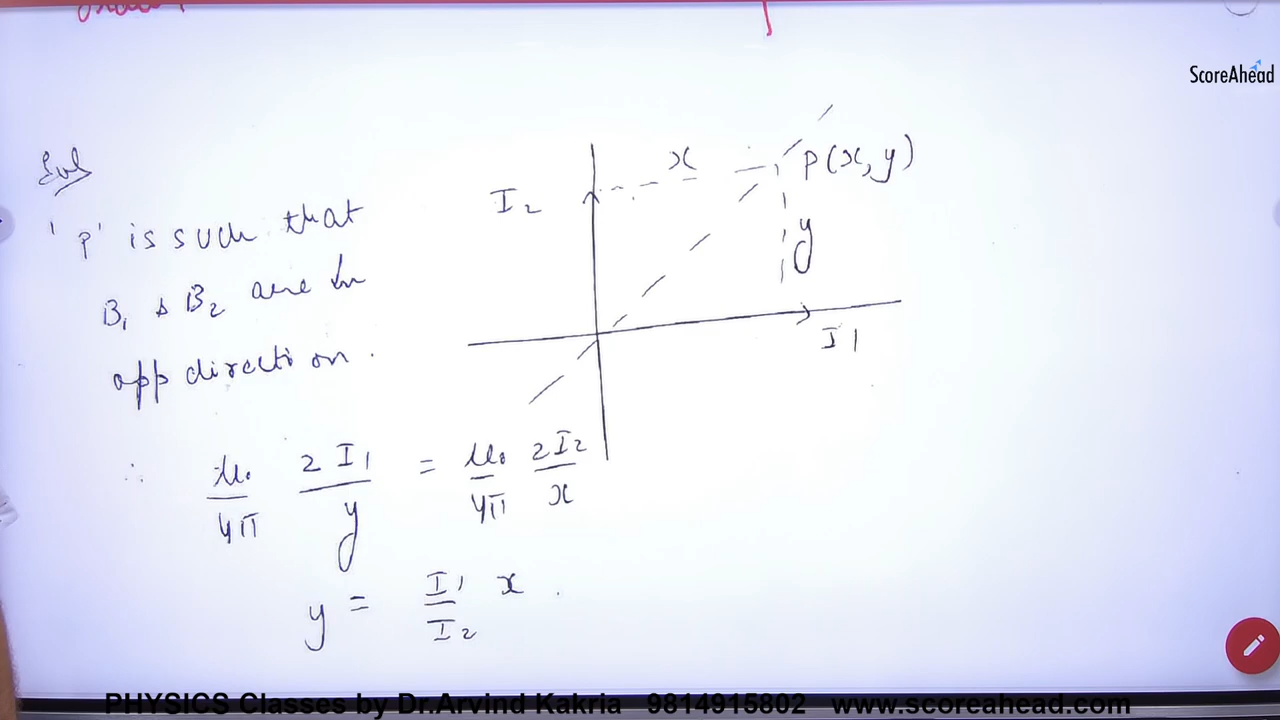 ScoreAhead
Sol
'P' is such that
B₁ & B₂ are in
opp direction.
I₂
x
P(x, y)
y
I1
∴ μ₀/4π 2I₁/y = μ₀/4π 2I₂/x
y = I₁/I₂ x .
PHYSICS Classes by Dr.Arvind Kakria 9814915802 www.scoreahead.com